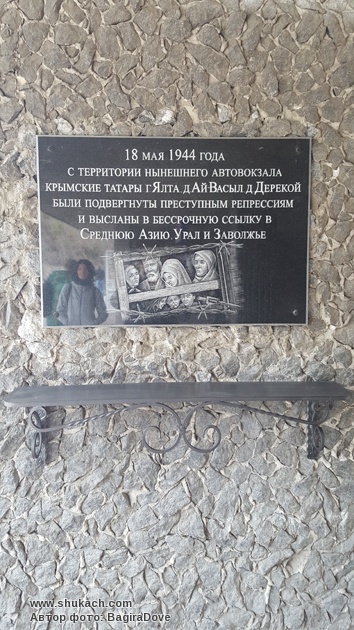 18 мая 1944 года
с территории нынешнего автовокзала
крымские татары г.Ялта д.Ай-Васыл д.Дерекой
были подвергнуты преступным репрессиям
и высланы в бессрочную ссылку в
Среднюю Азию Урал и Заволжье
www.shukach.com
Автор фото: BagiraDove